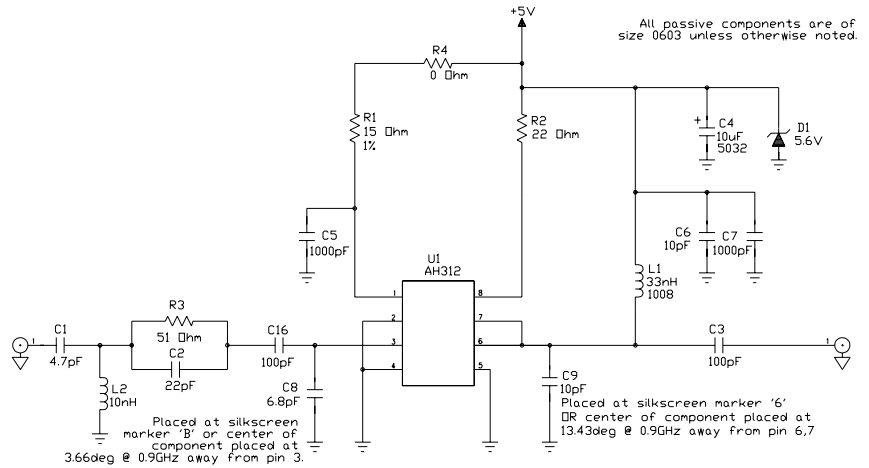 +5V
All passive components are of
size 0603 unless otherwise noted.
R4
0 Ohm
R1
15 Ohm
1%
R2
22 Ohm
+
C4
10uF
5032
D1
5.6V
C5
1000pF
C6
10pF
C7
1000pF
U1
AH312
L1
33nH
1008
1
2
3
4
8
7
6
5
R3
51 Ohm
C2
22pF
C1
4.7pF
1
C16
100pF
C3
100pF
1
L2
10nH
C8
6.8pF
C9
10pF
Placed at silkscreen
marker 'B' or center of
component placed at
3.66deg @ 0.9GHz away from pin 3.
Placed at silkscreen marker '6'
OR center of component placed at
13.43deg @ 0.9GHz away from pin 6,7